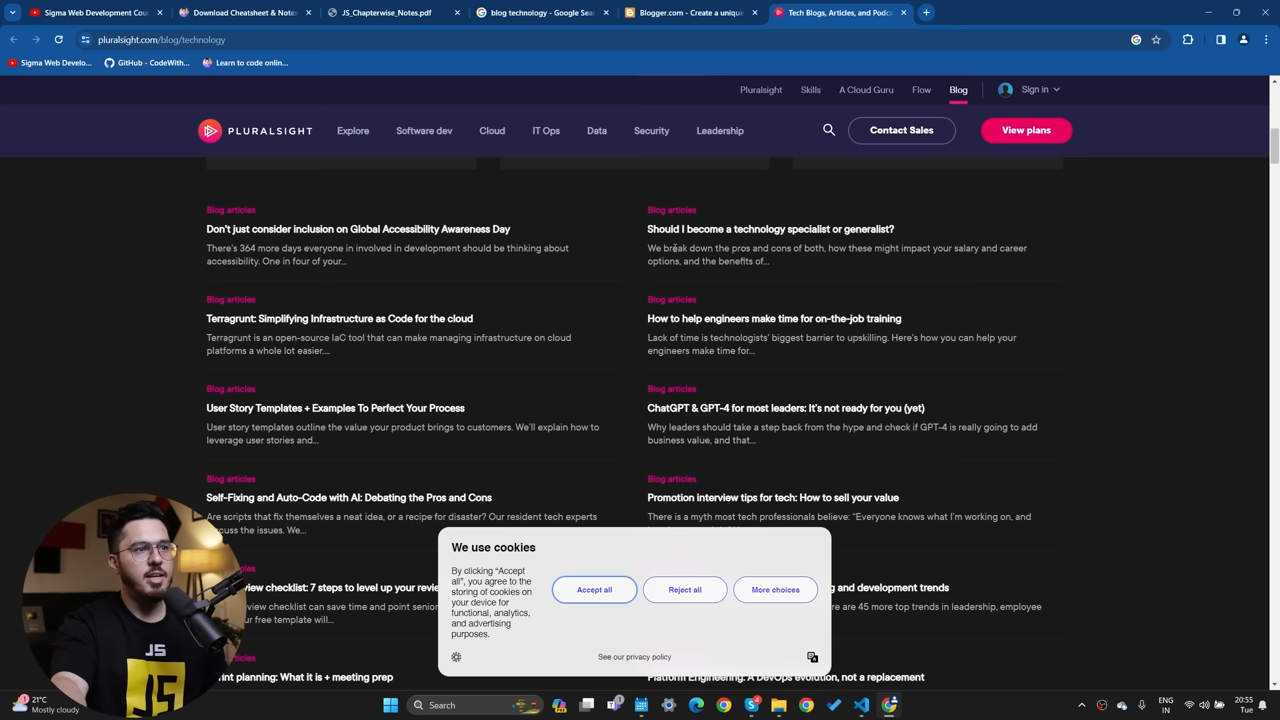 Sigma Web Development Cou
Download Cheatsheet & Notes
JS_Chapterwise_Notes.pdf
blog technology - Google Sea
Blogger.com - Create a unique
Tech Blogs, Articles, and Podca
pluralsight.com/blog/technology
Sigma Web Develo...
GitHub - CodeWith...
Learn to code onlin...
Pluralsight Skills A Cloud Guru Flow Blog Sign in
PLURALSIGHT Explore Software dev Cloud IT Ops Data Security Leadership Contact Sales View plans
Blog articles
Don't just consider inclusion on Global Accessibility Awareness Day
There's 364 more days everyone in involved in development should be thinking about
accessibility. One in four of your...
Blog articles
Should I become a technology specialist or generalist?
We break down the pros and cons of both, how these might impact your salary and career
options, and the benefits of...
Blog articles
Terragrunt: Simplifying Infrastructure as Code for the cloud
Terragrunt is an open-source IaC tool that can make managing infrastructure on cloud
platforms a whole lot easier....
Blog articles
How to help engineers make time for on-the-job training
Lack of time is technologists' biggest barrier to upskilling. Here's how you can help your
engineers make time for...
Blog articles
User Story Templates + Examples To Perfect Your Process
User story templates outline the value your product brings to customers. We'll explain how to
leverage user stories and...
Blog articles
ChatGPT & GPT-4 for most leaders: It's not ready for you (yet)
Why leaders should take a step back from the hype and check if GPT-4 is really going to add
business value, and that...
Blog articles
Self-Fixing and Auto-Code with AI: Debating the Pros and Cons
Are scripts that fix themselves a neat idea, or a recipe for disaster? Our resident tech experts
cuss the issues. We...
Blog articles
Promotion interview tips for tech: How to sell your value
There is a myth most tech professionals believe: "Everyone knows what I'm working on, and
ticles
view checklist: 7 steps to level up your revie
view checklist can save time and point senior
ur free template will...
g and development trends
re are 45 more top trends in leadership, employee
rticles
rint planning: What it is + meeting prep
Platform Engineering: A DevOps evolution, not a replacement
We use cookies
By clicking "Accept
all", you agree to the
storing of cookies on
your device for
functional, analytics,
and advertising
purposes.
Accept all
Reject all
More choices
See our privacy policy
JS
JS
21°C
Mostly cloudy
Search
1
4
ENG
IN
20:55
Tue